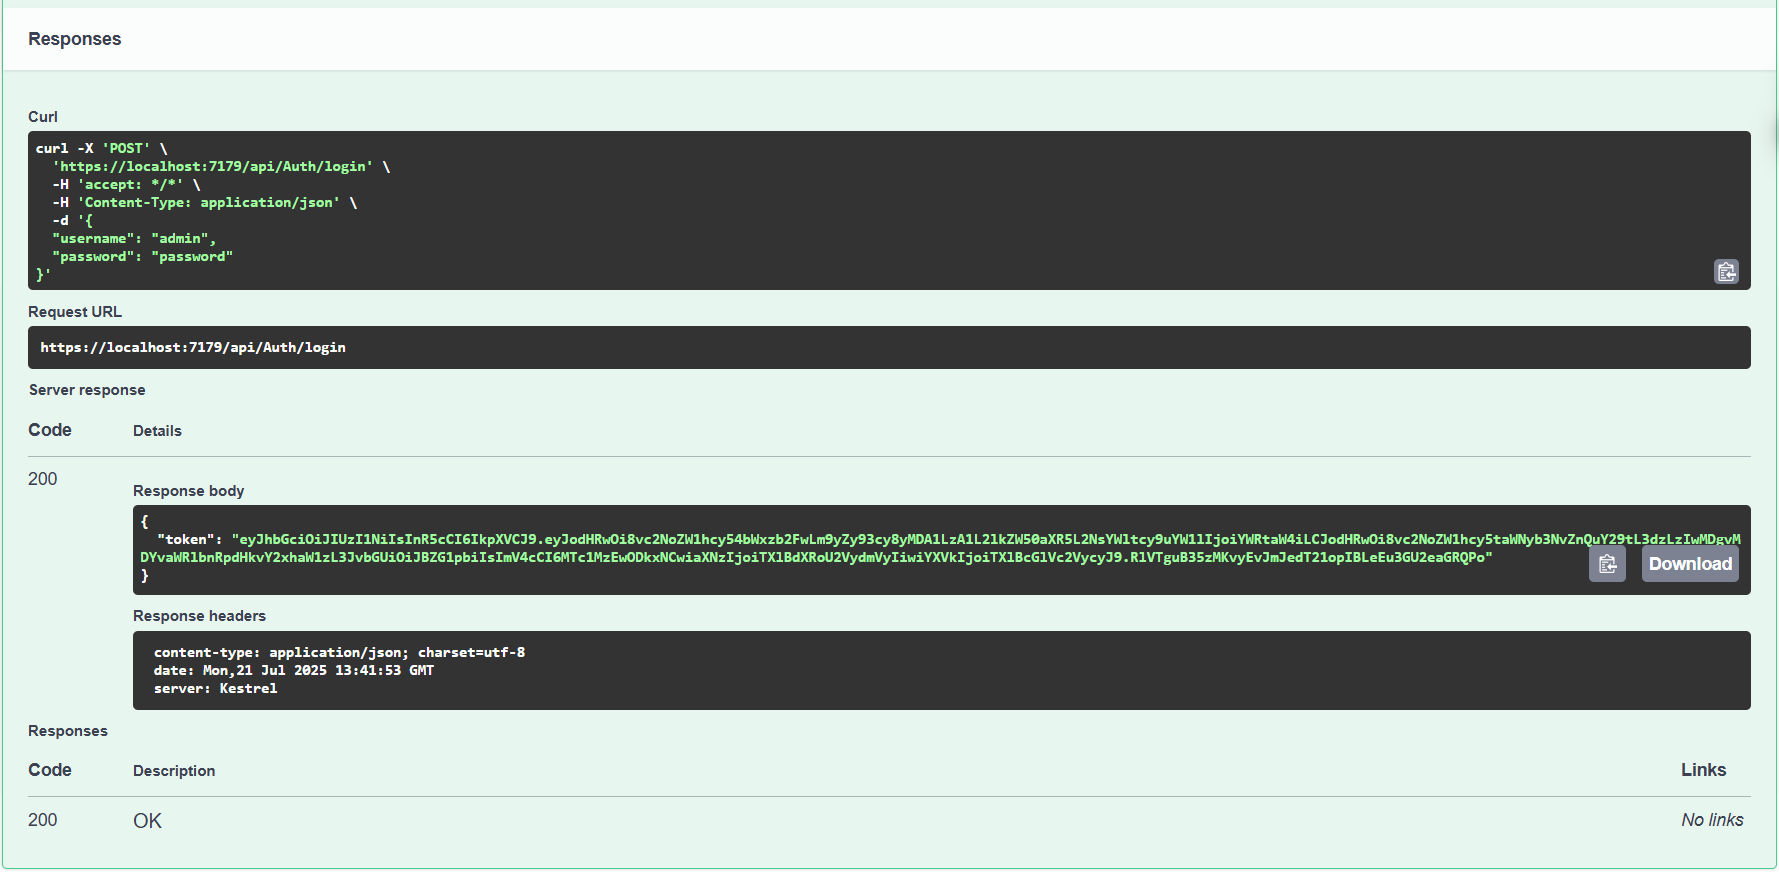 Responses
Curl
curl -X 'POST' \
'https://localhost:7179/api/Auth/login' \
-H 'accept: */*' \
-H 'Content-Type: application/json' \
-d '{
"username": "admin",
"password": "password"
}'
Request URL
https://localhost:7179/api/Auth/login
Server response
Code Details
200
Response body
{
"token": "eyJhbGciOiJIUzI1NiIsInR5cCI6IkpXVCJ9.eyJodHRwOi8vc2NoZW1hcy54bWxzb2FwLm9yZy93cy8yMDA1LzA1L2lkZW50aXR5L2NsYWltcy9uYW1lIjoiYWRtaW4iLCJodHRwOi8vc2NoZW1hcy5taWNyb3NvZnQuY29tL3dzLzIwMDgvM
DYvaWRlbnRpdHkvY2xhaW1zL3JvbGUiOiJBZG1pbiIsImV4cCI6MTc1MzEwODkxNCwiaXNzIjoiTXlBdXRoU2VydmVyIiwiYXVkIjoiTXlBcGlVc2VycyJ9.RlVTguB35zMKvyEvJmJedT21opIBLeEu3GU2eaGRQPo"
}
Download
Response headers
content-type: application/json; charset=utf-8
date: Mon,21 Jul 2025 13:41:53 GMT
server: Kestrel
Responses
Code Description Links
200 OK No links